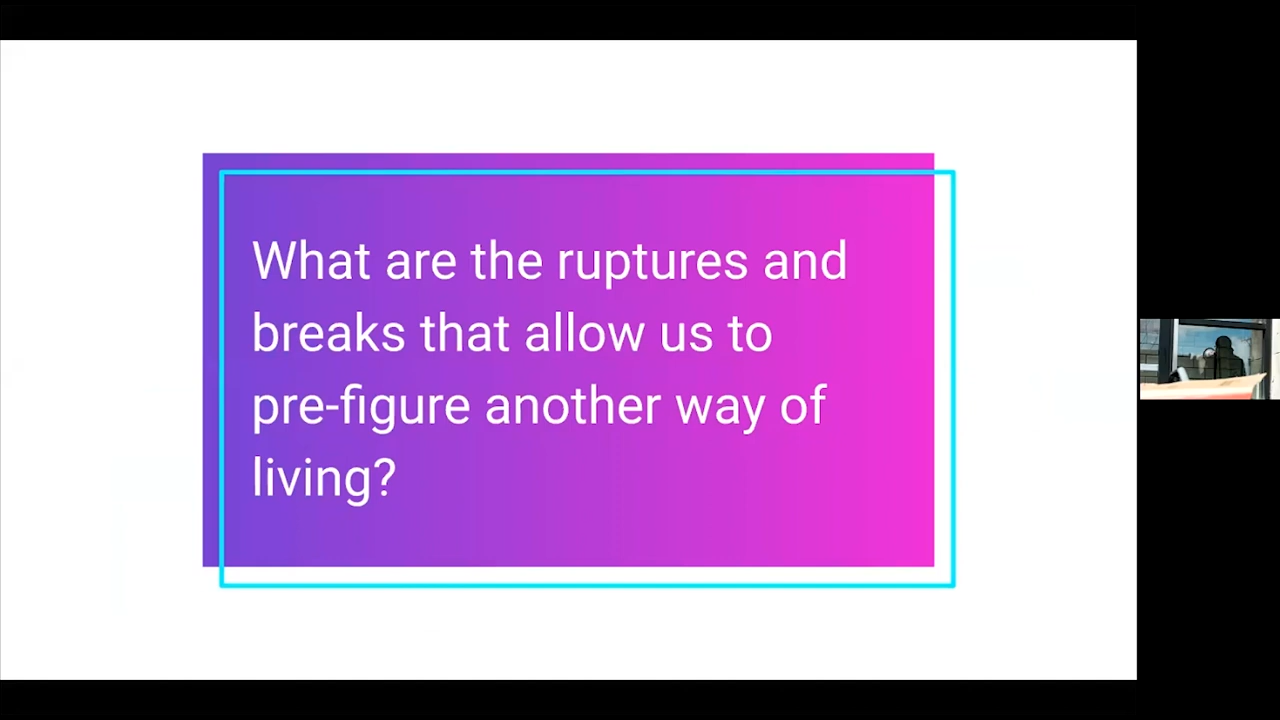 What are the ruptures and
breaks that allow us to
pre-figure another way of
living?